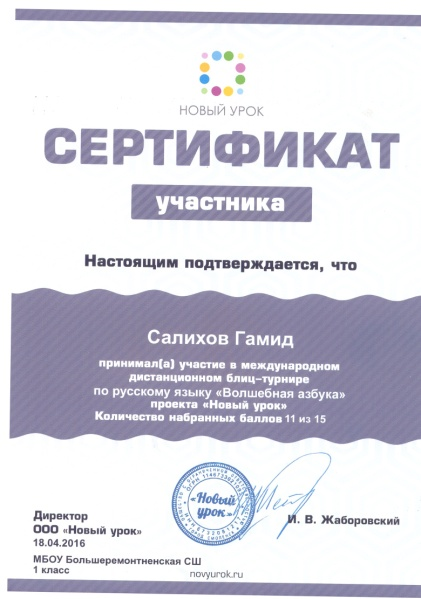 НОВЫЙ УРОК
СЕРТИФИКАТ
участника
Настоящим подтверждается, что
Салихов Гамид
принимал(а) участие в международном
дистанционном блиц-турнире
по русскому языку «Волшебная азбука»
проекта «Новый урок»
Количество набранных баллов 11 из 15
«Новый
урок»
Директор
ООО «Новый урок»
18.04.2016
И. В. Жаборовский
МБОУ Большеремонтненская СШ
1 класс
novyurok.ru